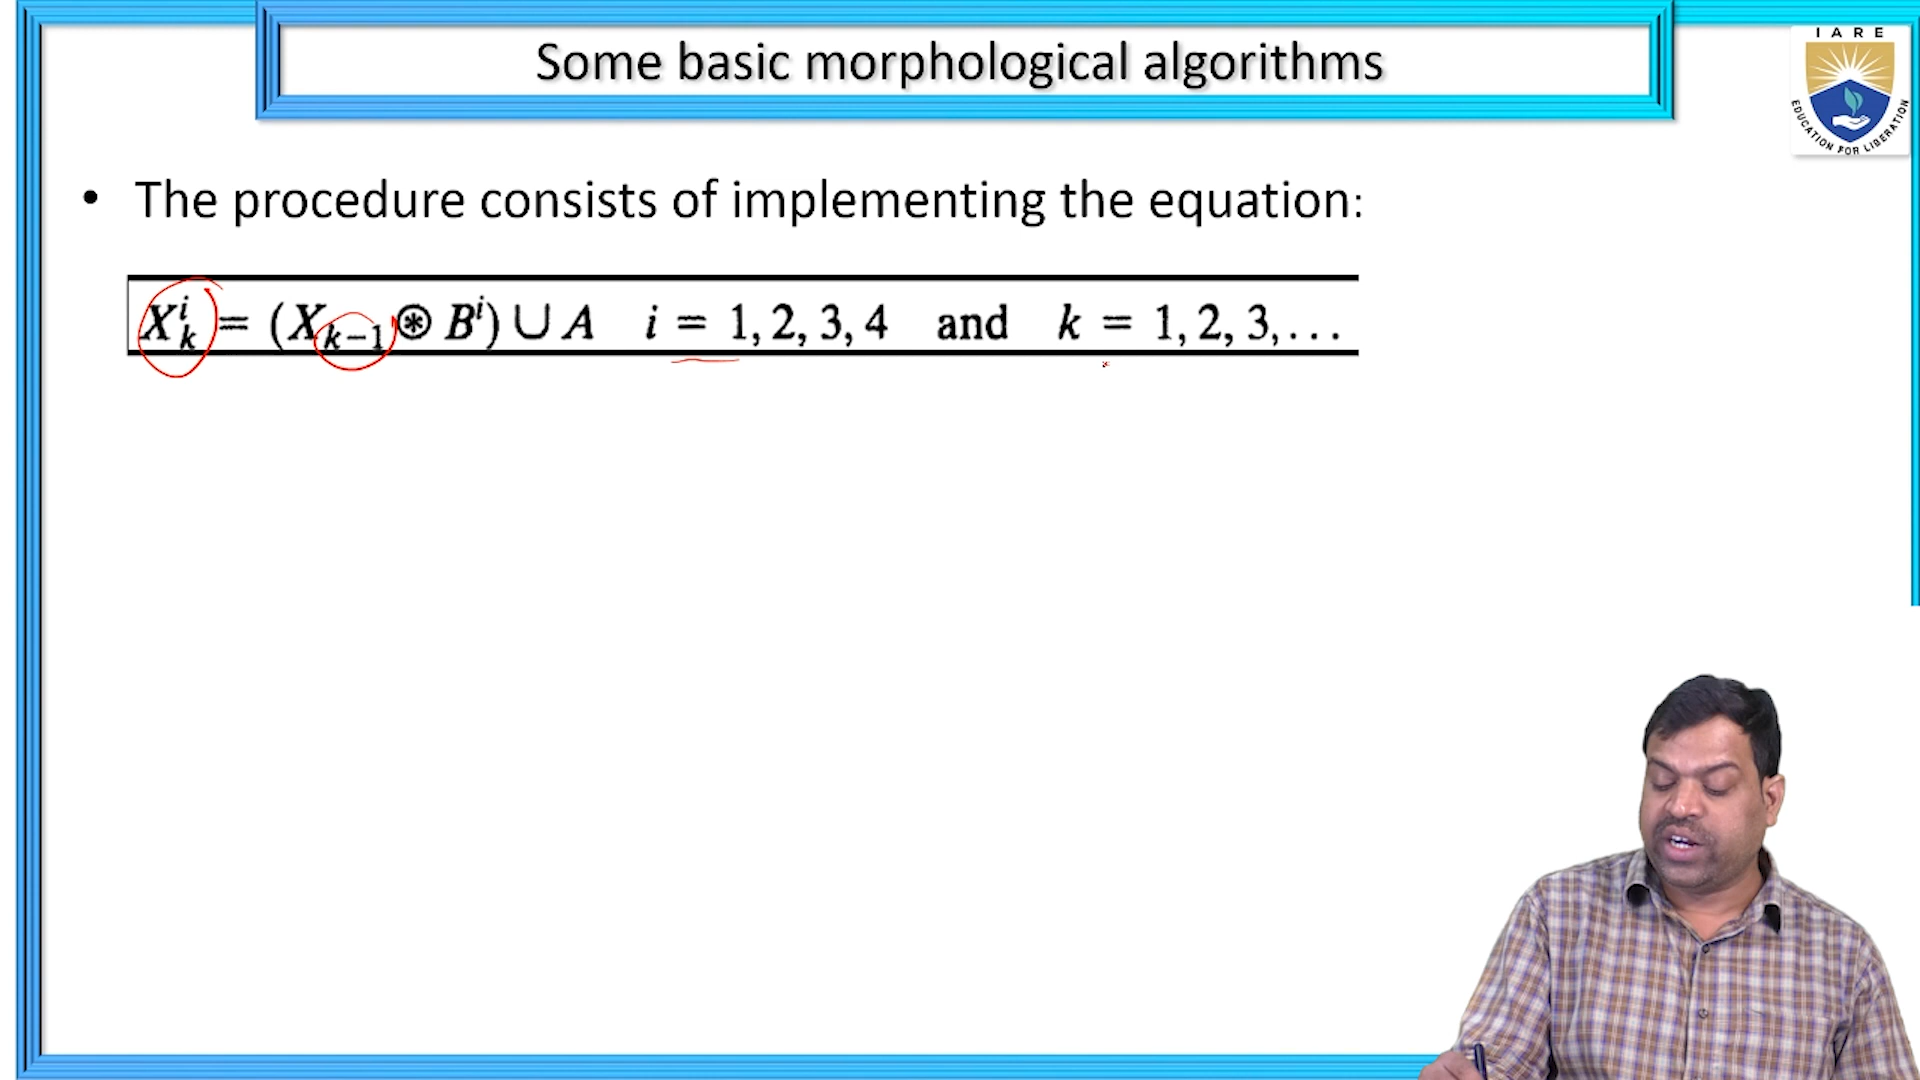 Some basic morphological algorithms
I A R E
EDUCATION FOR LIBERATION
• The procedure consists of implementing the equation:
X_k^i = (X_{k-1} ⊛ B^i) ∪ A i = 1, 2, 3, 4 and k = 1, 2, 3, . . .